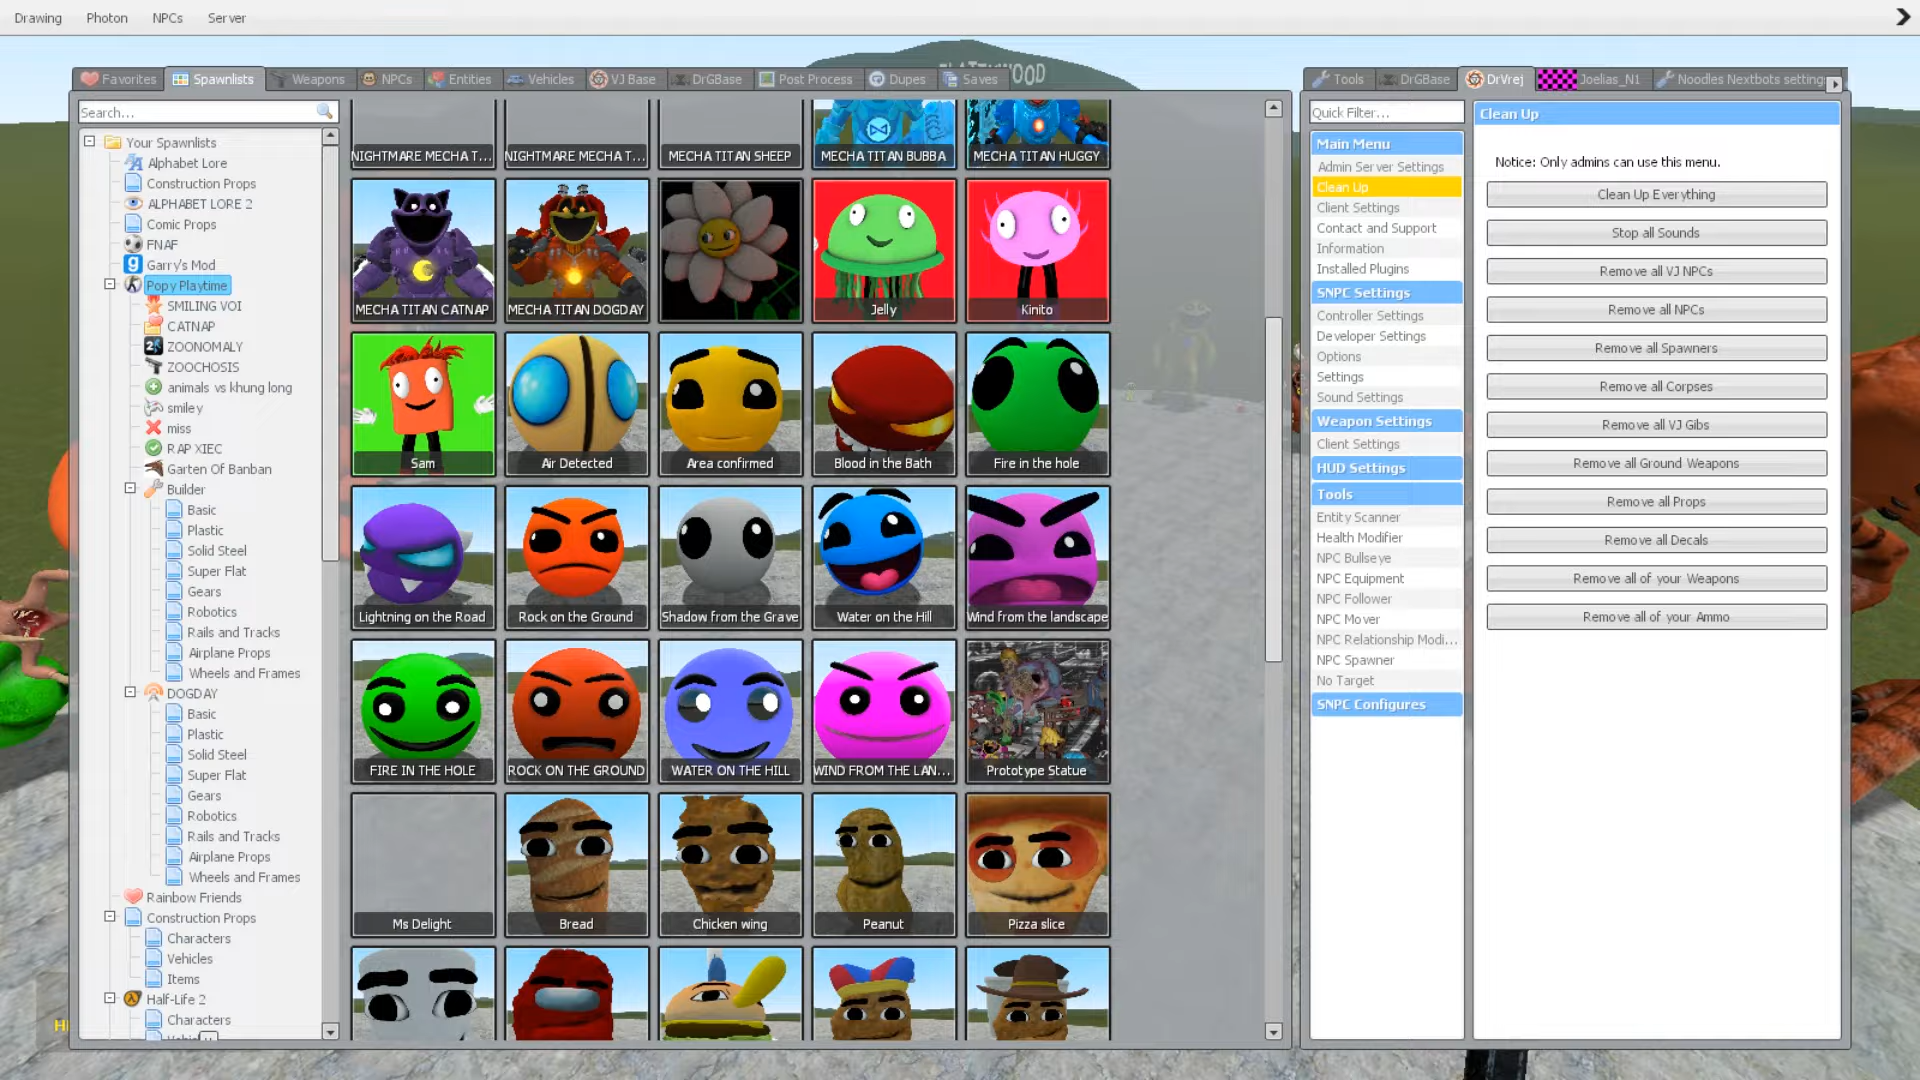 Drawing Photon NPCs Server
Favorites Spawnlists Weapons NPCs Entities Vehicles VJ Base DrGBase Post Process Dupes Saves
Search...
Your Spawnlists
Alphabet Lore
Construction Props
ALPHABET LORE 2
Comic Props
FNAF
Garry's Mod
Popy Playtime
SMILING VOI
CATNAP
ZOONOMALY
ZOOCHOSIS
animals vs khung long
smiley
miss
RAP XIEC
Garten Of Banban
Builder
Basic
Plastic
Solid Steel
Super Flat
Gears
Robotics
Rails and Tracks
Airplane Props
Wheels and Frames
DOGDAY
Basic
Plastic
Solid Steel
Super Flat
Gears
Robotics
Rails and Tracks
Airplane Props
Wheels and Frames
Rainbow Friends
Construction Props
Characters
Vehicles
Items
Half-Life 2
Characters
NIGHTMARE MECHA T... NIGHTMARE MECHA T... MECHA TITAN SHEEP MECHA TITAN BUBBA MECHA TITAN HUGGY
MECHA TITAN CATNAP MECHA TITAN DOGDAY Jelly Kinito
Sam Air Detected Area confirmed Blood in the Bath Fire in the hole
Lightning on the Road Rock on the Ground Shadow from the Grave Water on the Hill Wind from the landscape
FIRE IN THE HOLE ROCK ON THE GROUND WATER ON THE HILL WIND FROM THE LAN... Prototype Statue
Ms Delight Bread Chicken wing Peanut Pizza slice
Tools DrGBase DrVrej Joelias_N1 Noodles Nextbots setting
Quick Filter...
Main Menu
Admin Server Settings
Clean Up
Client Settings
Contact and Support
Information
Installed Plugins
SNPC Settings
Controller Settings
Developer Settings
Options
Settings
Sound Settings
Weapon Settings
Client Settings
HUD Settings
Tools
Entity Scanner
Health Modifier
NPC Bullseye
NPC Equipment
NPC Follower
NPC Mover
NPC Relationship Modi...
NPC Spawner
No Target
SNPC Configures
Clean Up
Notice: Only admins can use this menu.
Clean Up Everything
Stop all Sounds
Remove all VJ NPCs
Remove all NPCs
Remove all Spawners
Remove all Corpses
Remove all VJ Gibs
Remove all Ground Weapons
Remove all Props
Remove all Decals
Remove all of your Weapons
Remove all of your Ammo